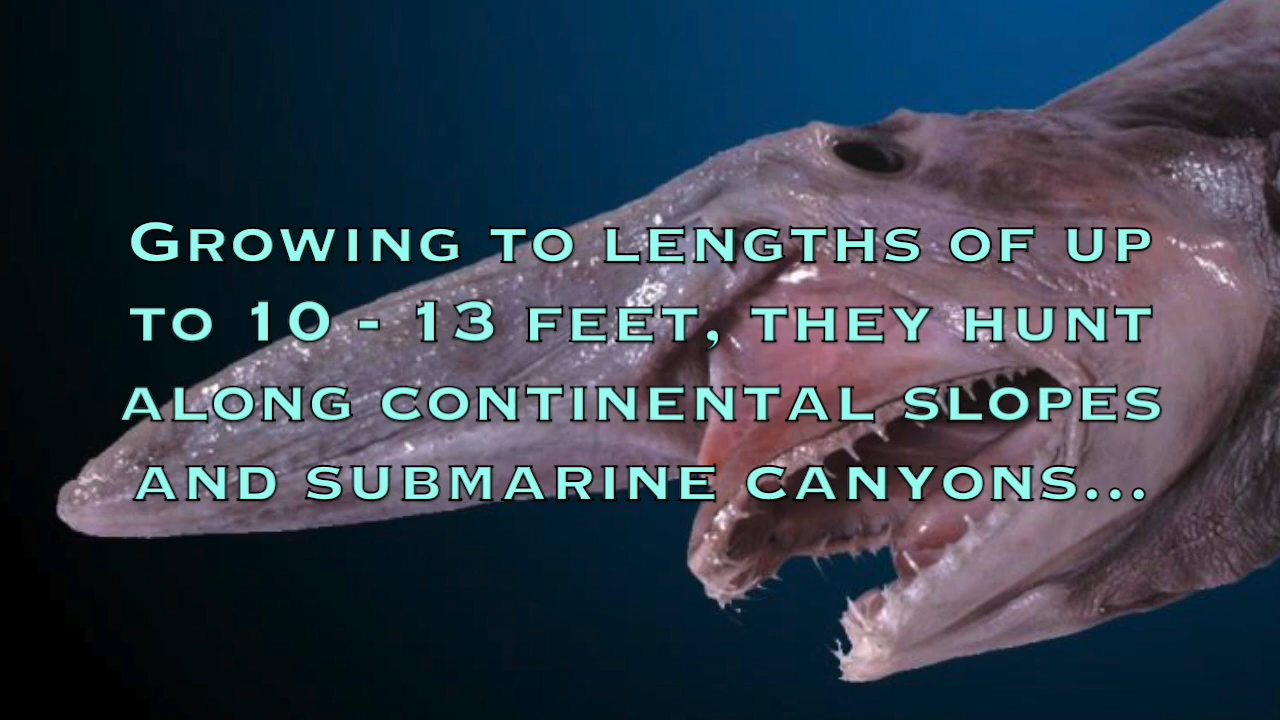 Growing to lengths of up
to 10 - 13 feet, they hunt
along continental slopes
and submarine canyons...